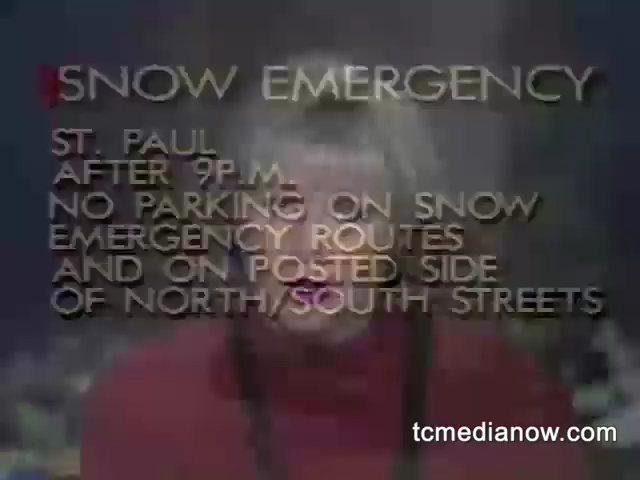 SNOW EMERGENCY
ST. PAUL
AFTER 9P.M.
NO PARKING ON SNOW
EMERGENCY ROUTES
AND ON POSTED SIDE
OF NORTH/SOUTH STREETS
tcmedianow.com